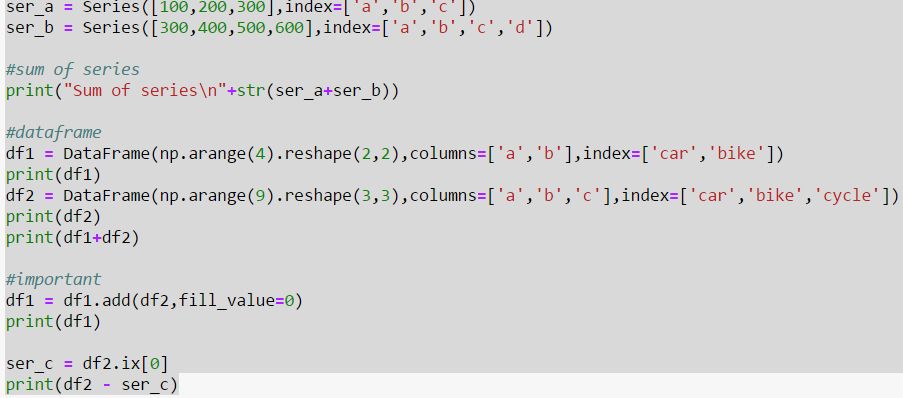 ser_a = Series([100,200,300],index=['a','b','c'])
ser_b = Series([300,400,500,600],index=['a','b','c','d'])
#sum of series
print("Sum of series\n"+str(ser_a+ser_b))
#dataframe
df1 = DataFrame(np.arange(4).reshape(2,2),columns=['a','b'],index=['car','bike'])
print(df1)
df2 = DataFrame(np.arange(9).reshape(3,3),columns=['a','b','c'],index=['car','bike','cycle'])
print(df2)
print(df1+df2)
#important
df1 = df1.add(df2,fill_value=0)
print(df1)
ser_c = df2.ix[0]
print(df2 - ser_c)